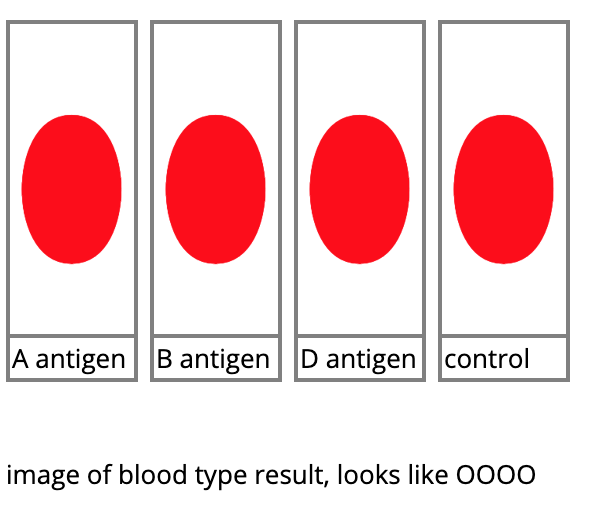 A antigen
B antigen
D antigen
control
image of blood type result, looks like OOOO